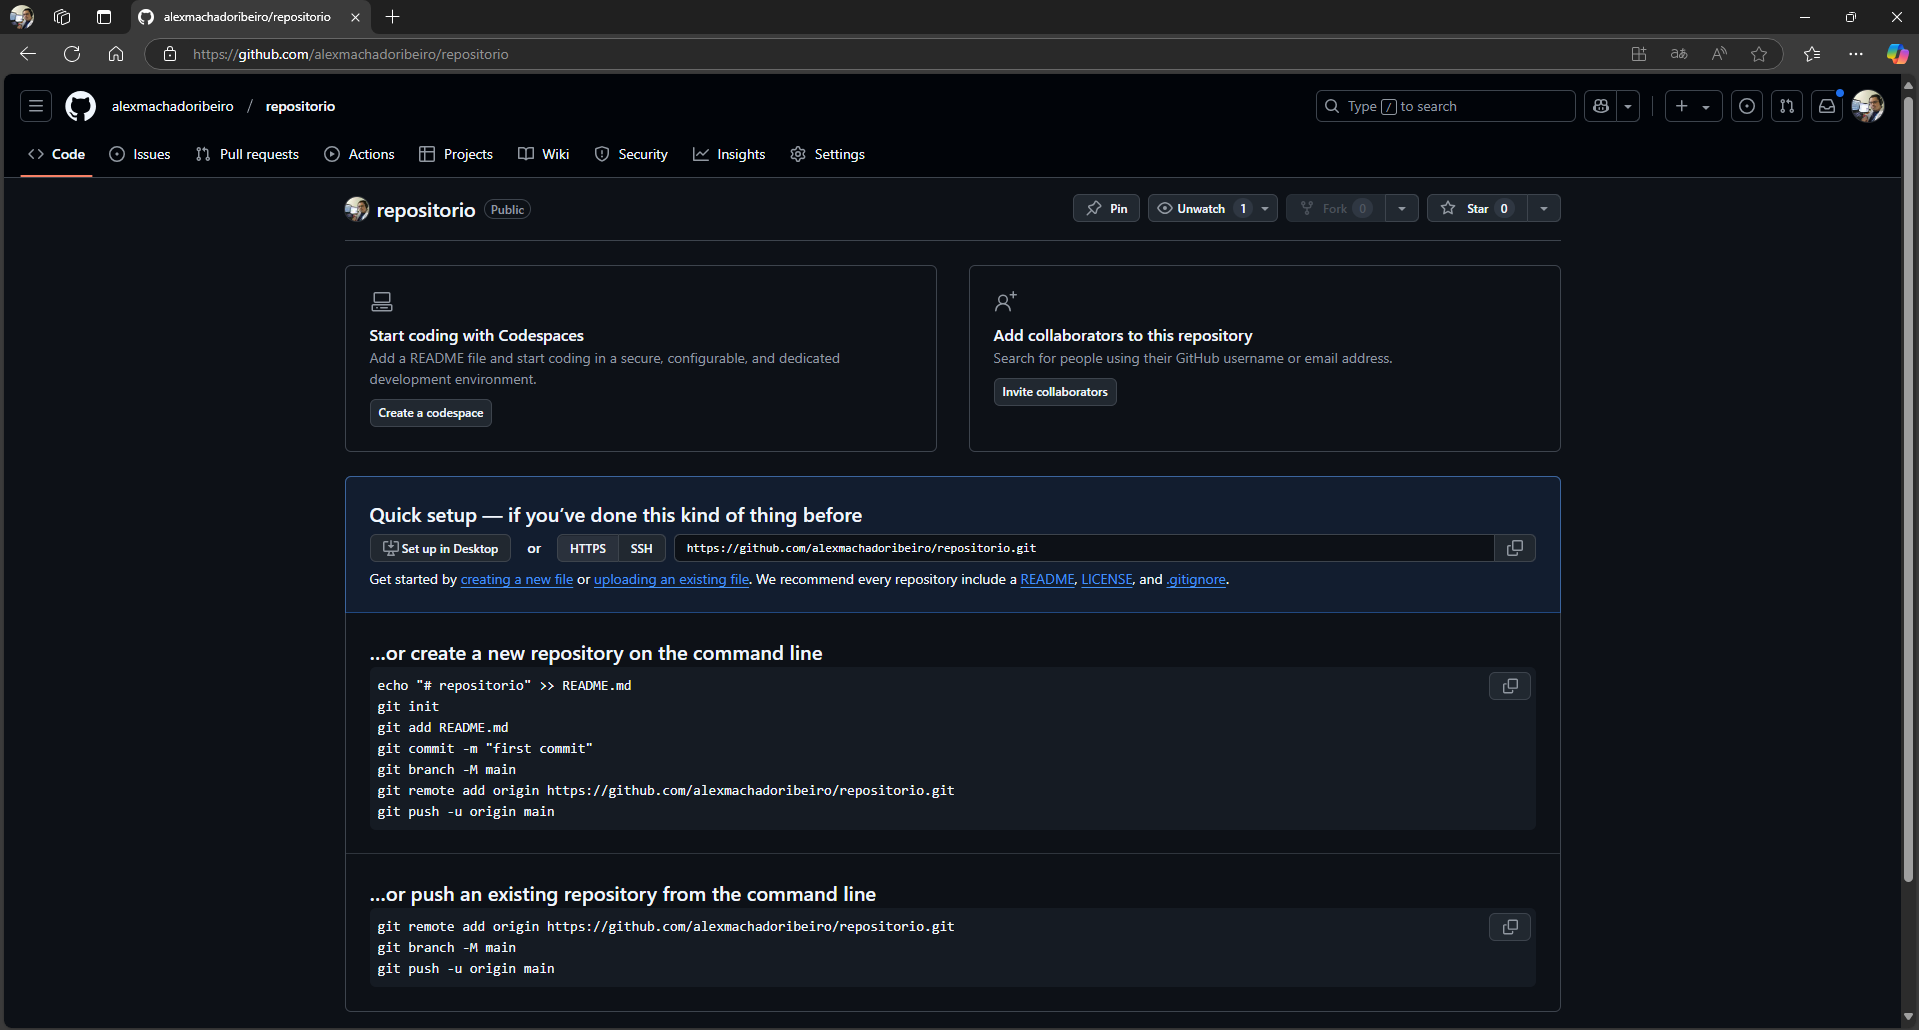 alexmachadoribeiro/repositorio
https://github.com/alexmachadoribeiro/repositorio
alexmachadoribeiro / repositorio
Type / to search
Code Issues Pull requests Actions Projects Wiki Security Insights Settings
repositorio Public
Pin Unwatch 1 Fork 0 Star 0
Start coding with Codespaces
Add a README file and start coding in a secure, configurable, and dedicated
development environment.
Create a codespace
Add collaborators to this repository
Search for people using their GitHub username or email address.
Invite collaborators
Quick setup — if you’ve done this kind of thing before
Set up in Desktop or HTTPS SSH https://github.com/alexmachadoribeiro/repositorio.git
Get started by creating a new file or uploading an existing file. We recommend every repository include a README, LICENSE, and .gitignore.
…or create a new repository on the command line
echo "# repositorio" >> README.md
git init
git add README.md
git commit -m "first commit"
git branch -M main
git remote add origin https://github.com/alexmachadoribeiro/repositorio.git
git push -u origin main
…or push an existing repository from the command line
git remote add origin https://github.com/alexmachadoribeiro/repositorio.git
git branch -M main
git push -u origin main